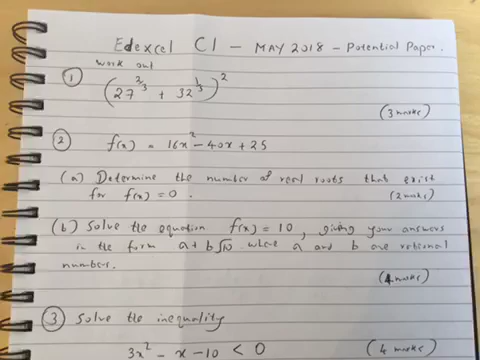 Edexcel C1 – MAY 2018 – Potential Paper.
work out
① (27^(2/3) + 32^(1/5))^2
(3 marks)
② f(x) = 16x² – 40x + 25
(a) Determine the number of real roots that exist
for f(x) = 0. (2 marks)
(b) Solve the equation f(x) = 10, giving your answers
in the form a + b√10 where a and b are rational
numbers.
(4 marks)
③ Solve the inequality
3x² – x – 10 < 0 (4 marks)